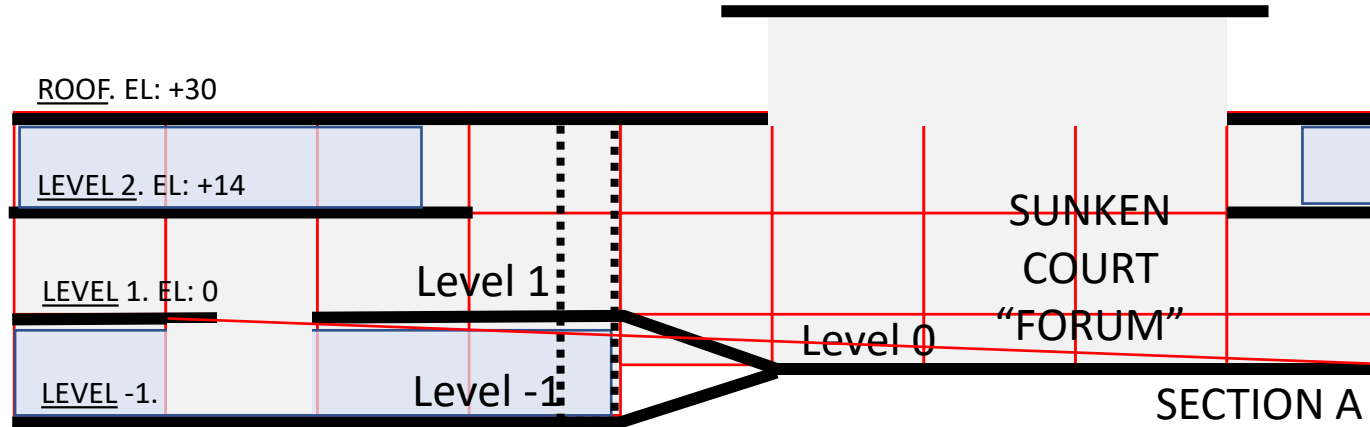 ROOF. EL: +30
LEVEL 2. EL: +14
SUNKEN
COURT
“FORUM”
LEVEL 1. EL: 0
Level 1
Level 0
LEVEL -1.
Level -1
SECTION A